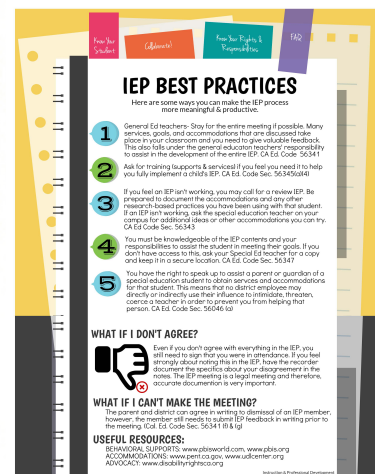 Know Your
Student
Collaborate!
Know Your Rights &
Responsibilities
FAQ
IEP BEST PRACTICES
Here are some ways you can make the IEP process
more meaningful & productive.
1
General Ed teachers- Stay for the entire meeting if possible. Many
services, goals, and accommodations that are discussed take
place in your classroom and you need to give valuable feedback.
This also falls under the general educaton teachers' responsibility
to assist in the development of the entire IEP. CA Ed. Code 56341
2
Ask for training (supports & services) if you feel you need it to help
you fully implement a child's IEP. CA Ed. Code Sec. 56345(a)(4)
3
If you feel an IEP isn't working, you may call for a review IEP. Be
prepared to document the accommodations and any other
research-based practices you have been using with that student.
If an IEP isn't working, ask the special education teacher on your
campus for additional ideas or other accommodations you can try.
CA Ed Code Sec. 56343
4
You must be knowledgeable of the IEP contents and your
responsibilities to assist the student in meeting their goals. If you
don't have access to this, ask your Special Ed teacher for a copy
and keep it in a secure location. CA Ed. Code Sec. 56347
5
You have the right to speak up to assist a parent or guardian of a
special education student to obtain services and accommodations
for that student. This means that no district employee may
directly or indirectly use their influence to intimidate, threaten,
coerce a teacher in order to prevent you from helping that
person. CA Ed. Code Sec. 56046 (a)
WHAT IF I DON'T AGREE?
Even if you don't agree with everything in the IEP, you
still need to sign that you were in attendance. If you feel
strongly about noting this in the IEP, have the recorder
document the specifics about your disagreement in the
notes. The IEP meeting is a legal meeting and therefore,
accurate documention is very important.
WHAT IF I CAN'T MAKE THE MEETING?
The parent and district can agree in writing to dismissal of an IEP member,
however, the member still needs to submit IEP feedback in writing prior to
the meeting. (Cal. Ed. Code Sec. 56341 (f) & (g)
USEFUL RESOURCES:
BEHAVIORAL SUPPORTS: www.pbisworld.com, www.pbis.org
ACCOMMODATIONS: www.pent.ca.gov, www.udlcenter.org
ADVOCACY: www.disabilityrightsca.org
Instruction & Professional Development